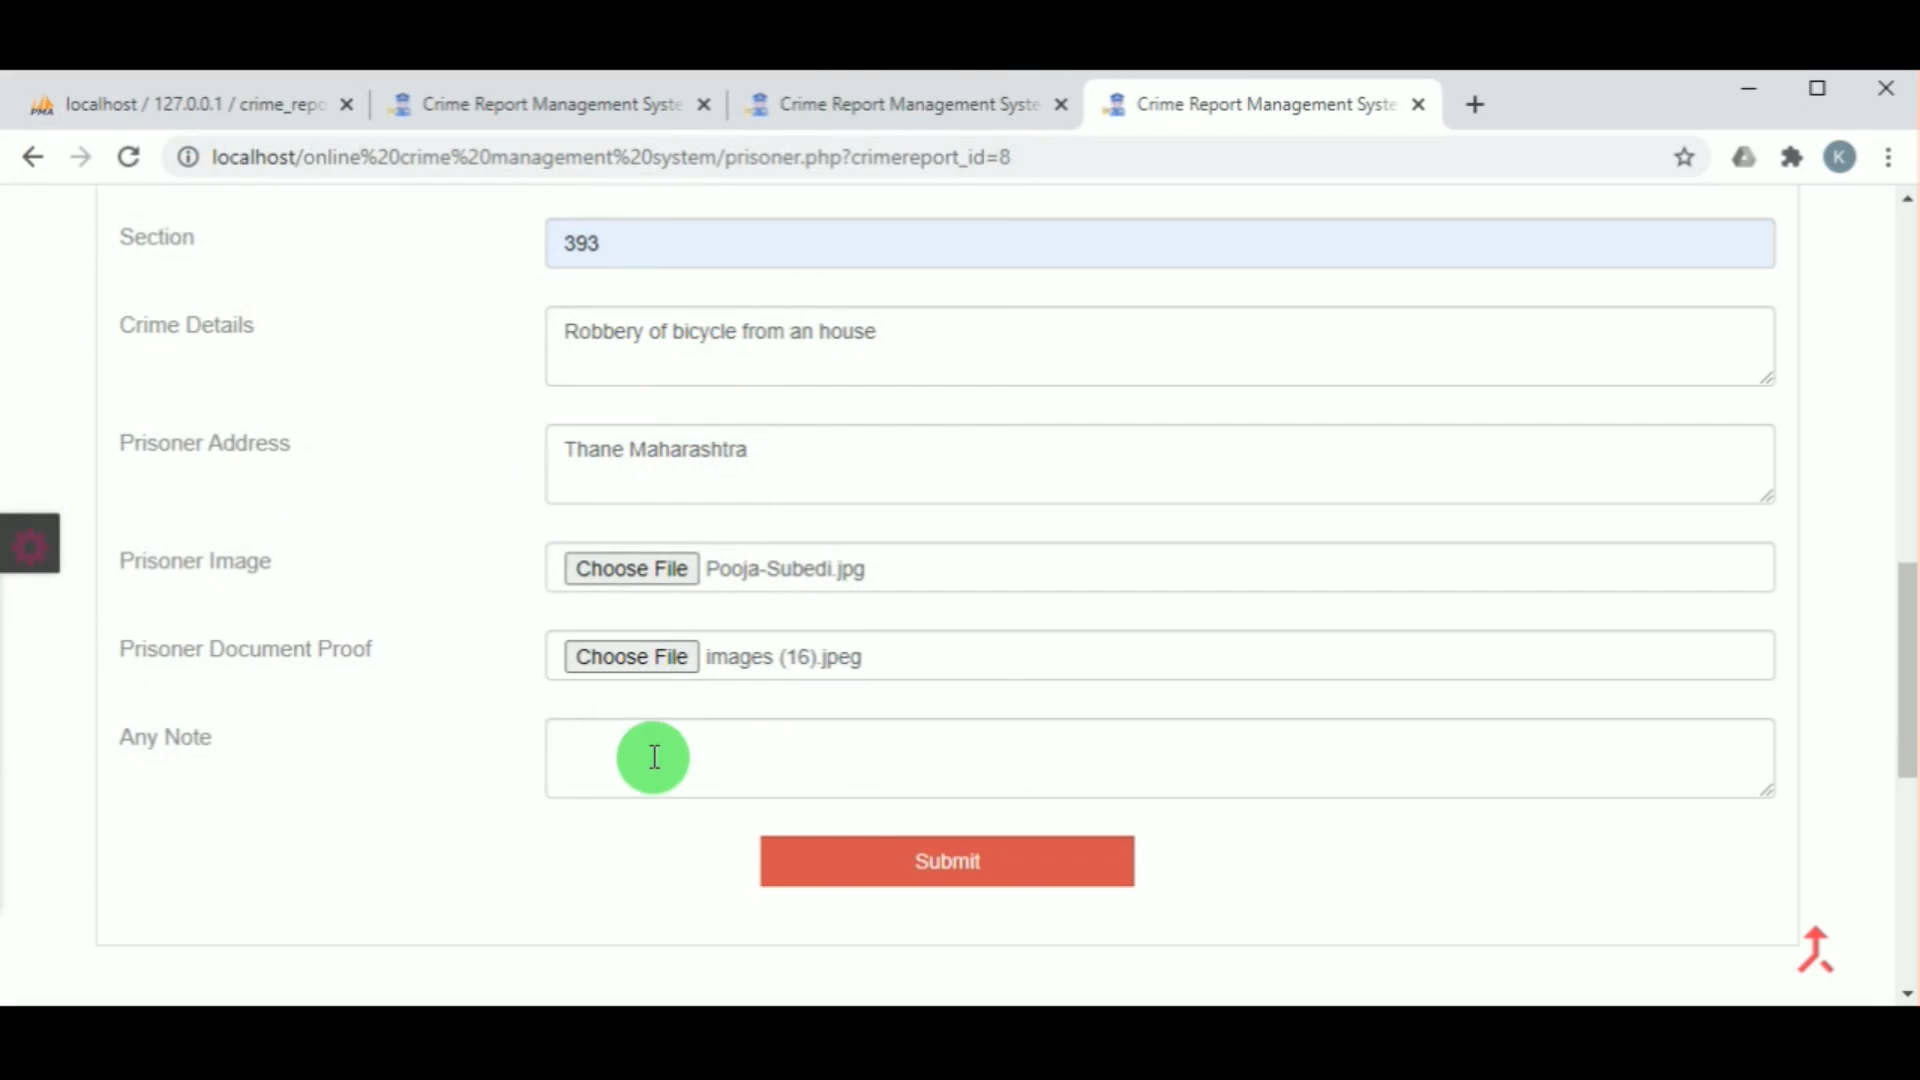 localhost / 127.0.0.1 / crime_repo
Crime Report Management Syste
Crime Report Management Syste
Crime Report Management Syste
localhost/online%20crime%20management%20system/prisoner.php?crimereport_id=8
K
Section
393
Crime Details
Robbery of bicycle from an house
Prisoner Address
Thane Maharashtra
Prisoner Image
Choose File Pooja-Subedi.jpg
Prisoner Document Proof
Choose File images (16).jpeg
Any Note
Submit